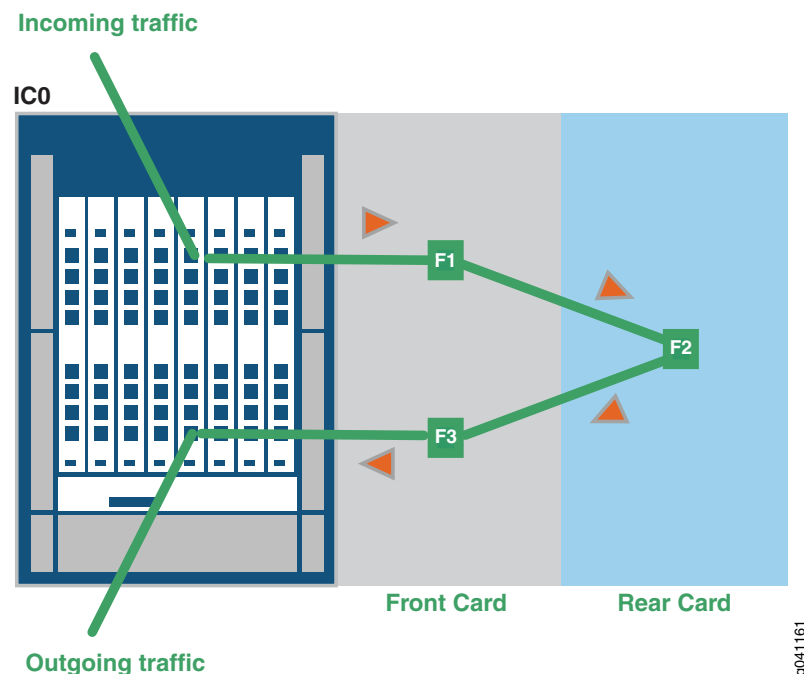 Incoming traffic
IC0
F1
F2
F3
Front Card
Rear Card
Outgoing traffic
g041161